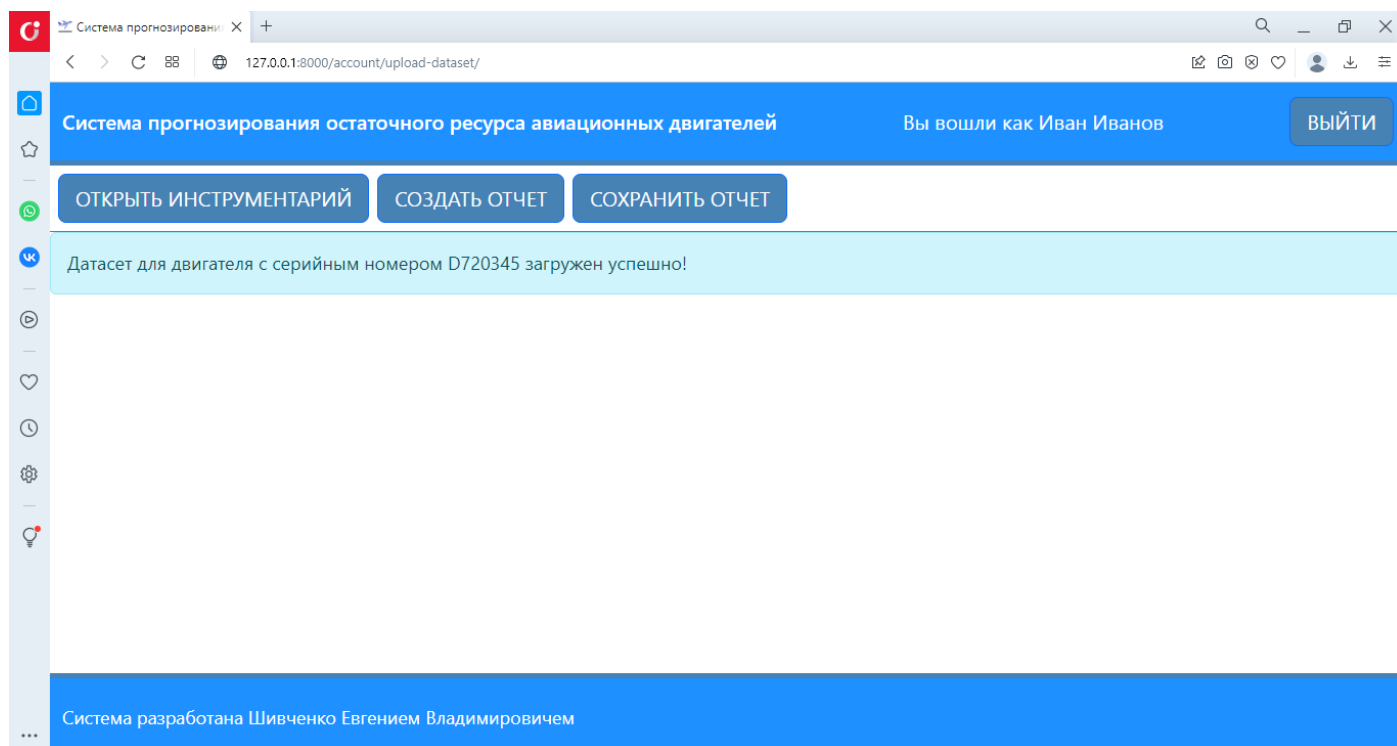 Система прогнозировани
127.0.0.1:8000/account/upload-dataset/
Система прогнозирования остаточного ресурса авиационных двигателей
Вы вошли как Иван Иванов
ВЫЙТИ
ОТКРЫТЬ ИНСТРУМЕНТАРИЙ
СОЗДАТЬ ОТЧЕТ
СОХРАНИТЬ ОТЧЕТ
Датасет для двигателя с серийным номером D720345 загружен успешно!
Система разработана Шивченко Евгением Владимировичем